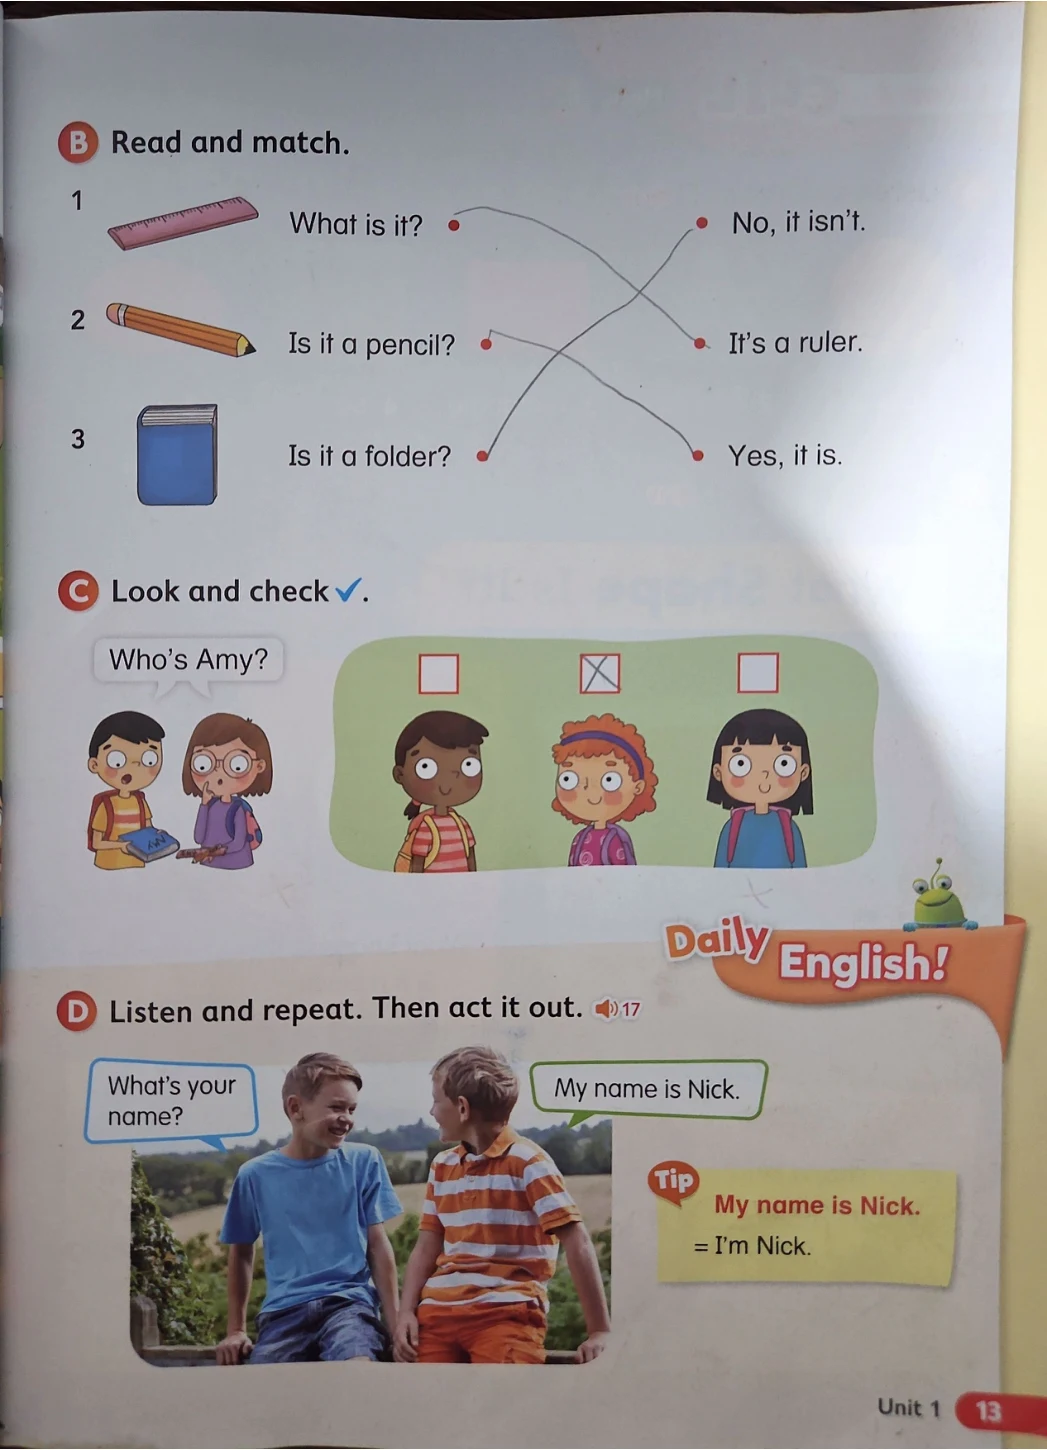 B Read and match.
1 What is it? No, it isn't.
2 Is it a pencil? It's a ruler.
3 Is it a folder? Yes, it is.
C Look and check ✓.
Who's Amy?
Daily English!
D Listen and repeat. Then act it out. 17
What's your
name?
My name is Nick.
Tip
My name is Nick.
= I'm Nick.
Unit 1 13